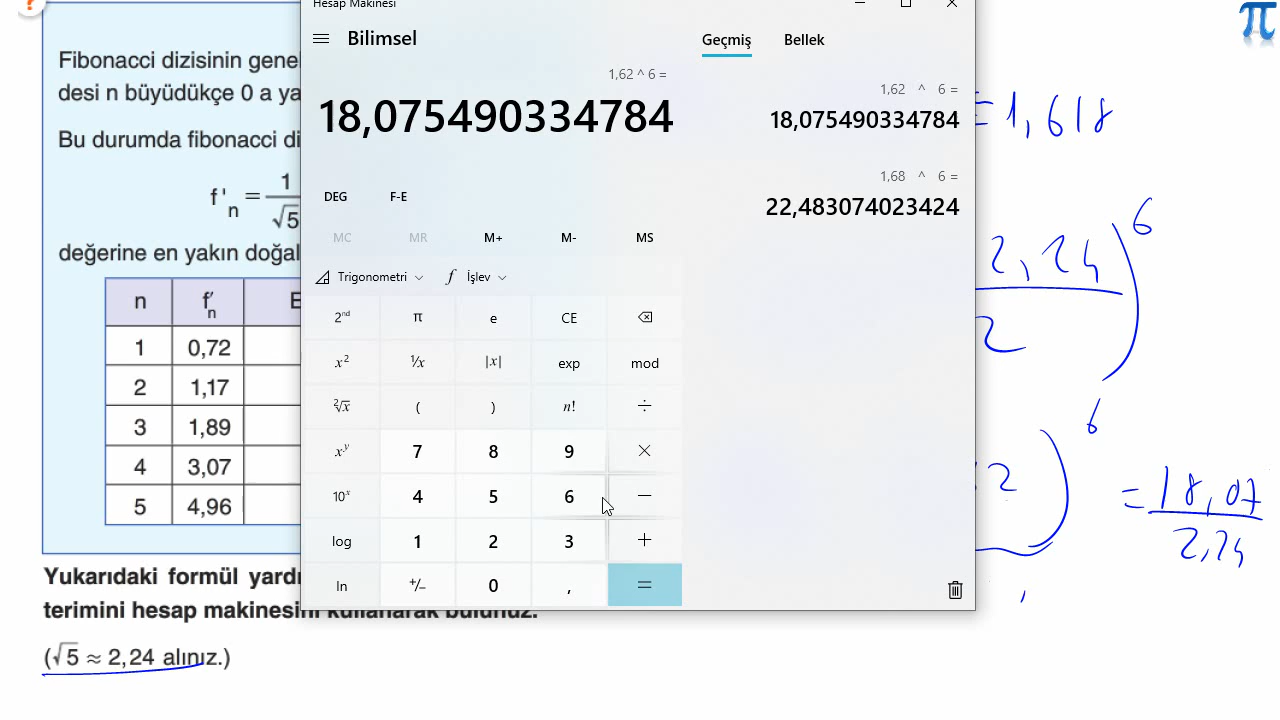 ?
π
Fibonacci dizisinin gene
desi n büyüdükçe 0 a ya
Bu durumda fibonacci di
f'n = 1
√5
değerine en yakın doğal
n f'n E
1 0,72
2 1,17
3 1,89
4 3,07
5 4,96
Yukarıdaki formül yardı
terimini hesap makinesini kullanarak bulunuz.
(√5 ≈ 2,24 alınız.)
Hesap Makinesi
Bilimsel
1,62 ^ 6 =
18,075490334784
DEG F-E
MC MR M+ M- MS
Trigonometri f İşlev
2nd π e CE
x² ¹/x |x| exp mod
²√x ( ) n! ÷
xʸ 7 8 9 ×
10ˣ 4 5 6 −
log 1 2 3 +
ln +/− 0 , =
Geçmiş Bellek
1,62 ^ 6 =
18,075490334784
1,68 ^ 6 =
22,483074023424
= 1,618
2,24 ) 6
2
2 ) 6
= 18,07
2,24